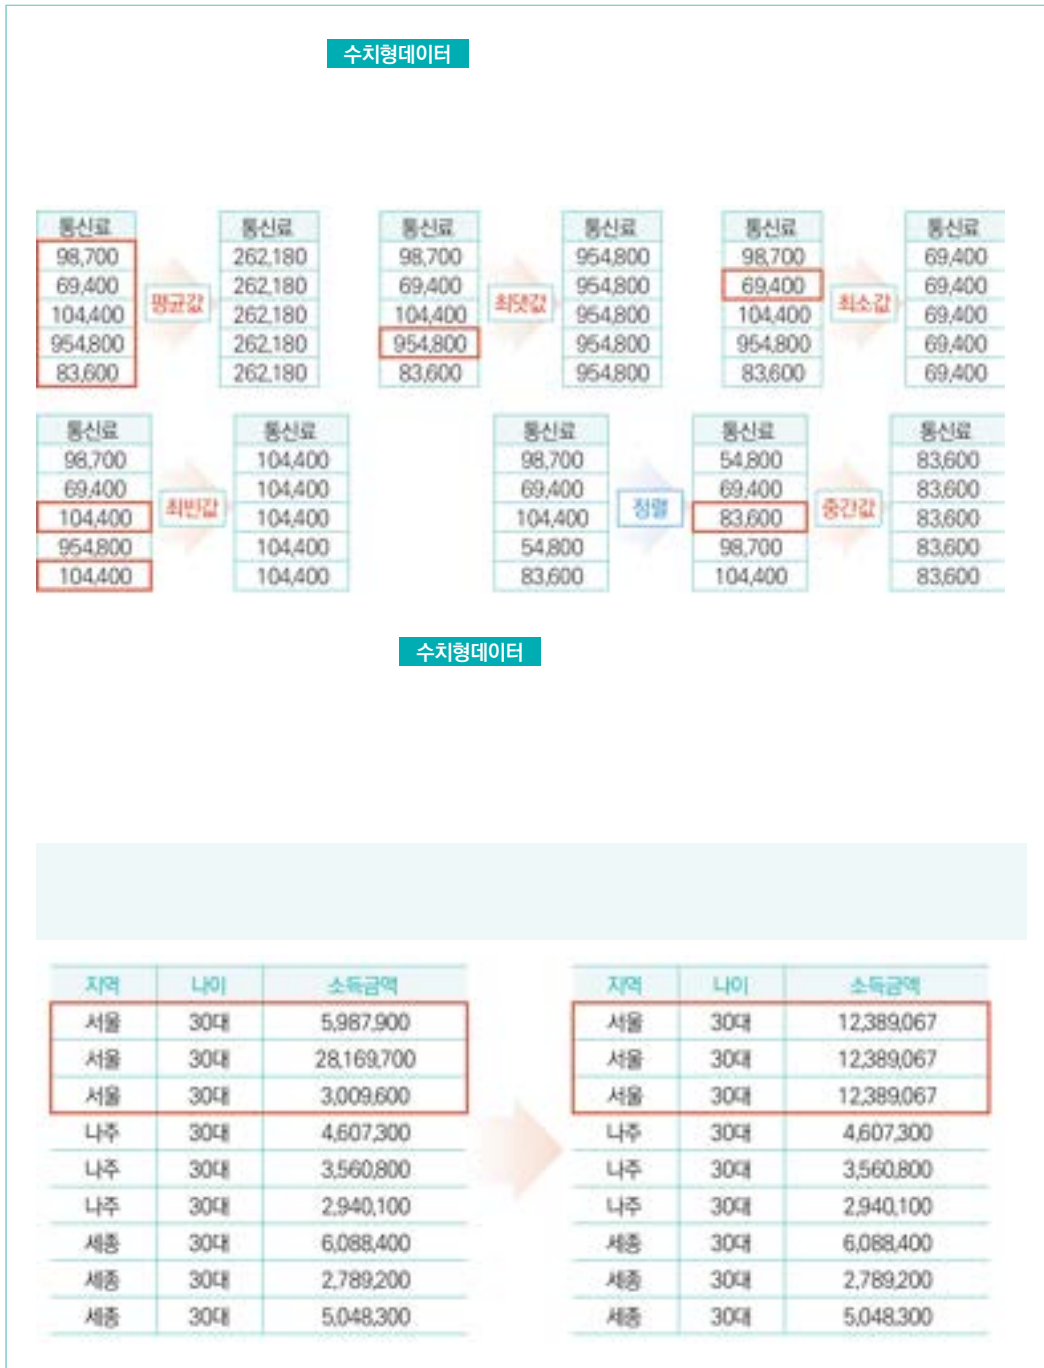 수치형데이터
통신료 통신료 통신료 통신료 통신료 통신료
98,700 262,180 98,700 954,800 98,700 69,400
69,400 262,180 69,400 954,800 69,400 69,400
104,400 평균값 262,180 104,400 최댓값 954,800 104,400 최소값 69,400
954,800 262,180 954,800 954,800 954,800 69,400
83,600 262,180 83,600 954,800 83,600 69,400
통신료 통신료 통신료 통신료 통신료
98,700 104,400 98,700 54,800 83,600
69,400 104,400 69,400 69,400 83,600
104,400 최빈값 104,400 104,400 정렬 83,600 중간값 83,600
954,800 104,400 54,800 98,700 83,600
104,400 104,400 83,600 104,400 83,600
수치형데이터
지역 나이 소득금액 지역 나이 소득금액
서울 30대 5,987,900 서울 30대 12,389,067
서울 30대 28,169,700 서울 30대 12,389,067
서울 30대 3,009,600 서울 30대 12,389,067
나주 30대 4,607,300 나주 30대 4,607,300
나주 30대 3,560,800 나주 30대 3,560,800
나주 30대 2,940,100 나주 30대 2,940,100
세종 30대 6,088,400 세종 30대 6,088,400
세종 30대 2,789,200 세종 30대 2,789,200
세종 30대 5,048,300 세종 30대 5,048,300